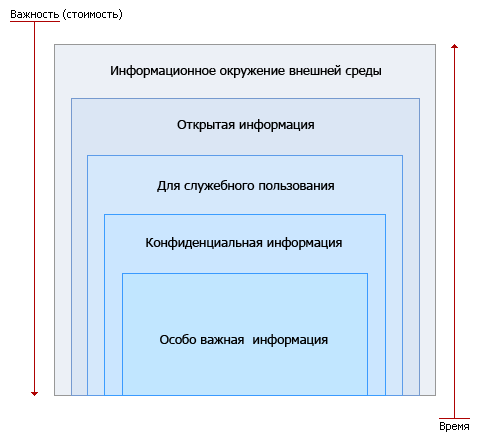 Важность (стоимость)
Информационное окружение внешней среды
Открытая информация
Для служебного пользования
Конфиденциальная информация
Особо важная информация
Время